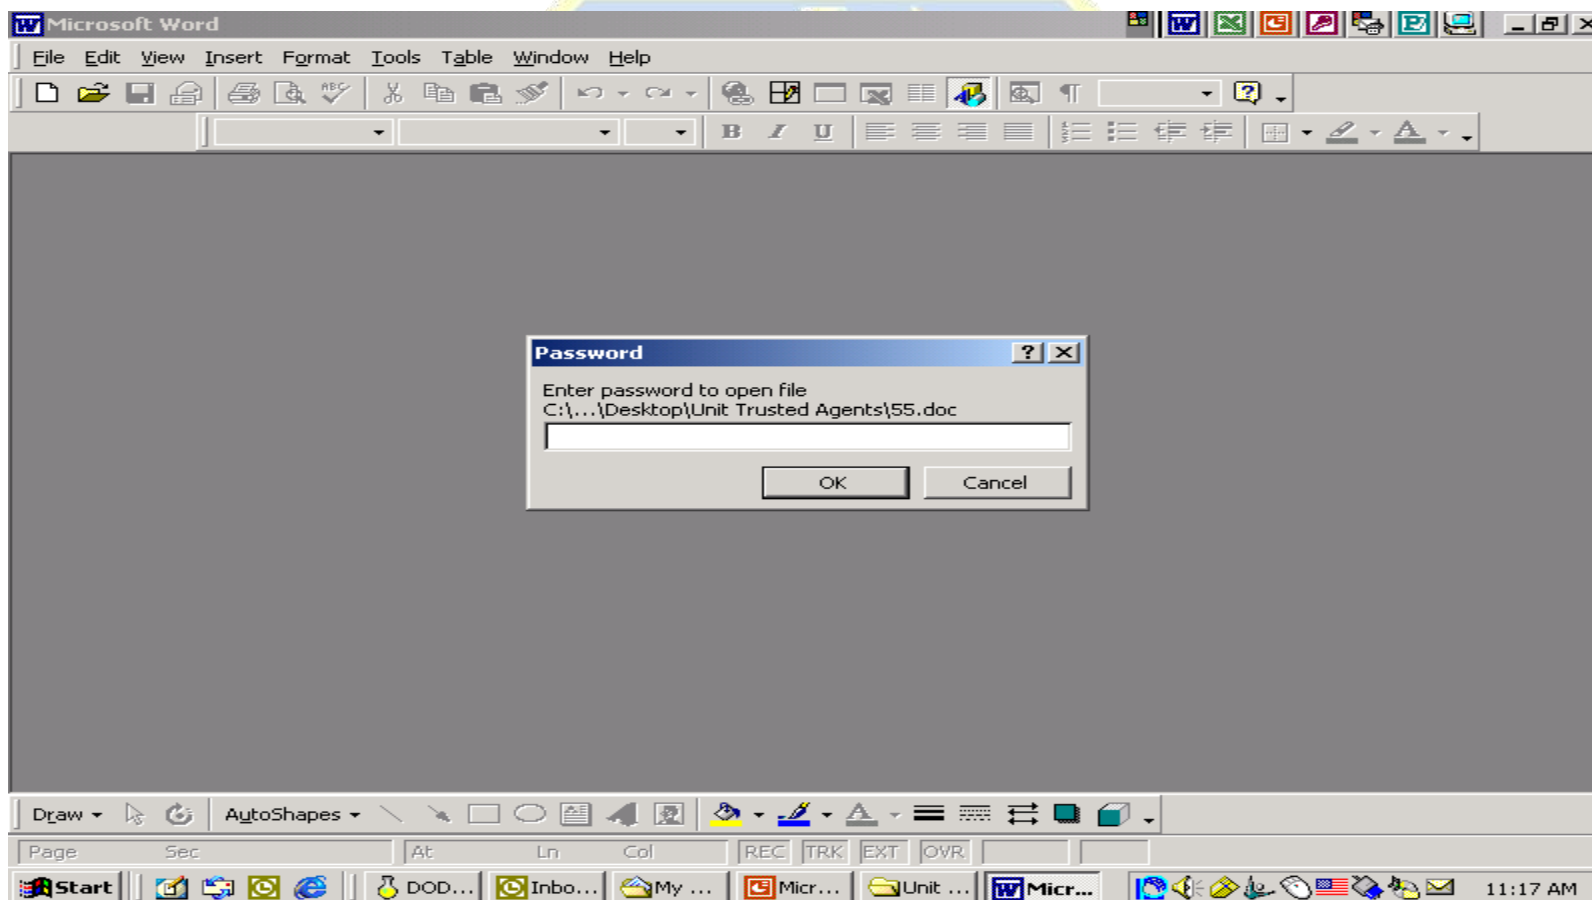 Microsoft Word
File Edit View Insert Format Tools Table Window Help
B I U
Password
Enter password to open file
C:\...\Desktop\Unit Trusted Agents\55.doc
OK Cancel
Draw AutoShapes
Page Sec At Ln Col REC TRK EXT OVR
Start DOD... Inbo... My ... Micr... Unit ... Micr... 11:17 AM